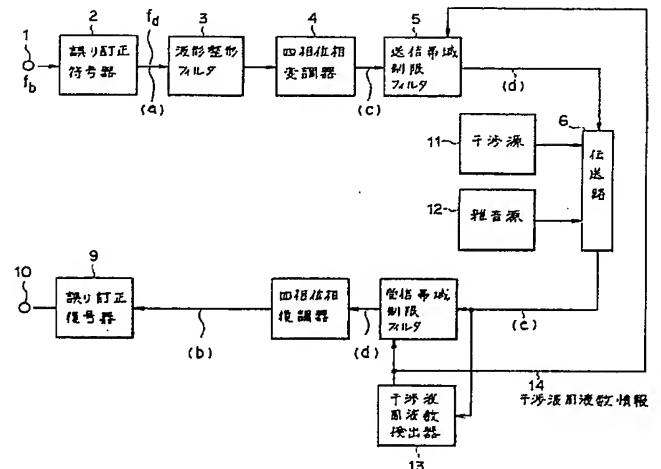 1
f_b
2
誤り訂正
符号器
f_d
(a)
3
波形整形
フィルタ
4
四相位相
変調器
(c)
5
送信帯域
制限
フィルタ
(d)
6
伝送路
11
干渉源
12
雑音源
10
9
誤り訂正
復号器
(b)
四相位相
復調器
(d)
受信帯域
制限
フィルタ
(e)
14
干渉波周波数情報
干渉波
周波数
検出器
13